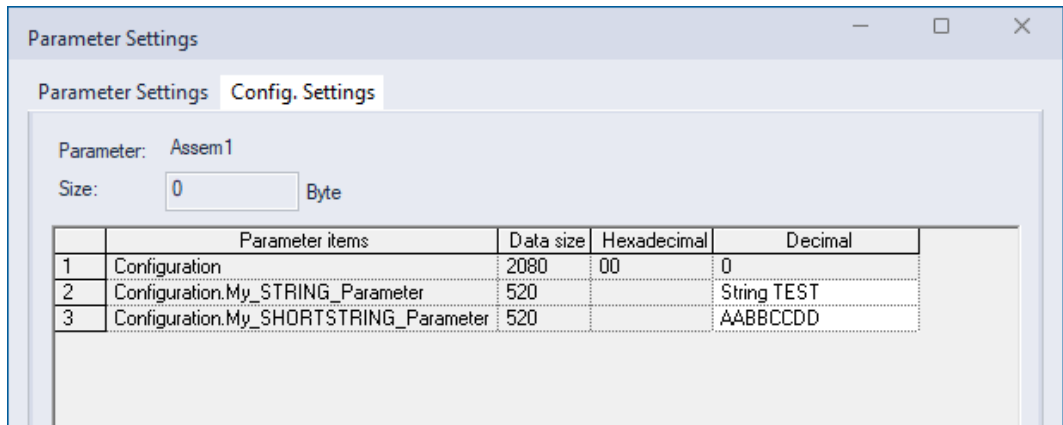 Parameter Settings
Parameter Settings Config. Settings
Parameter: Assem1
Size: 0 Byte
Parameter items Data size Hexadecimal Decimal
1 Configuration 2080 00 0
2 Configuration.My_STRING_Parameter 520 String TEST
3 Configuration.My_SHORTSTRING_Parameter 520 AABBCCDD